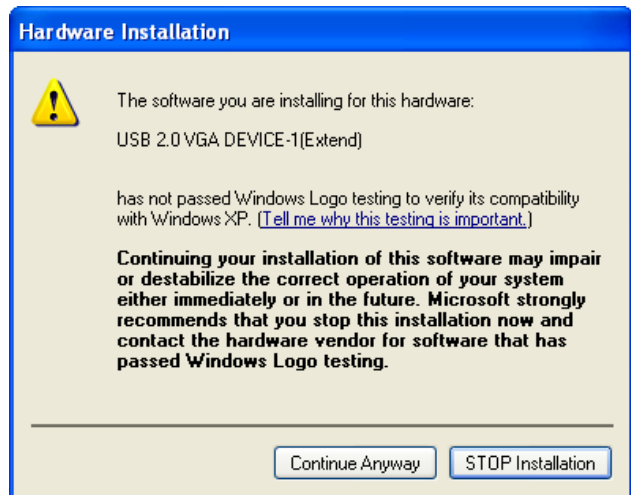 Hardware Installation
The software you are installing for this hardware:
USB 2.0 VGA DEVICE-1(Extend)
has not passed Windows Logo testing to verify its compatibility
with Windows XP. (Tell me why this testing is important.)
Continuing your installation of this software may impair
or destabilize the correct operation of your system
either immediately or in the future. Microsoft strongly
recommends that you stop this installation now and
contact the hardware vendor for software that has
passed Windows Logo testing.
Continue Anyway
STOP Installation